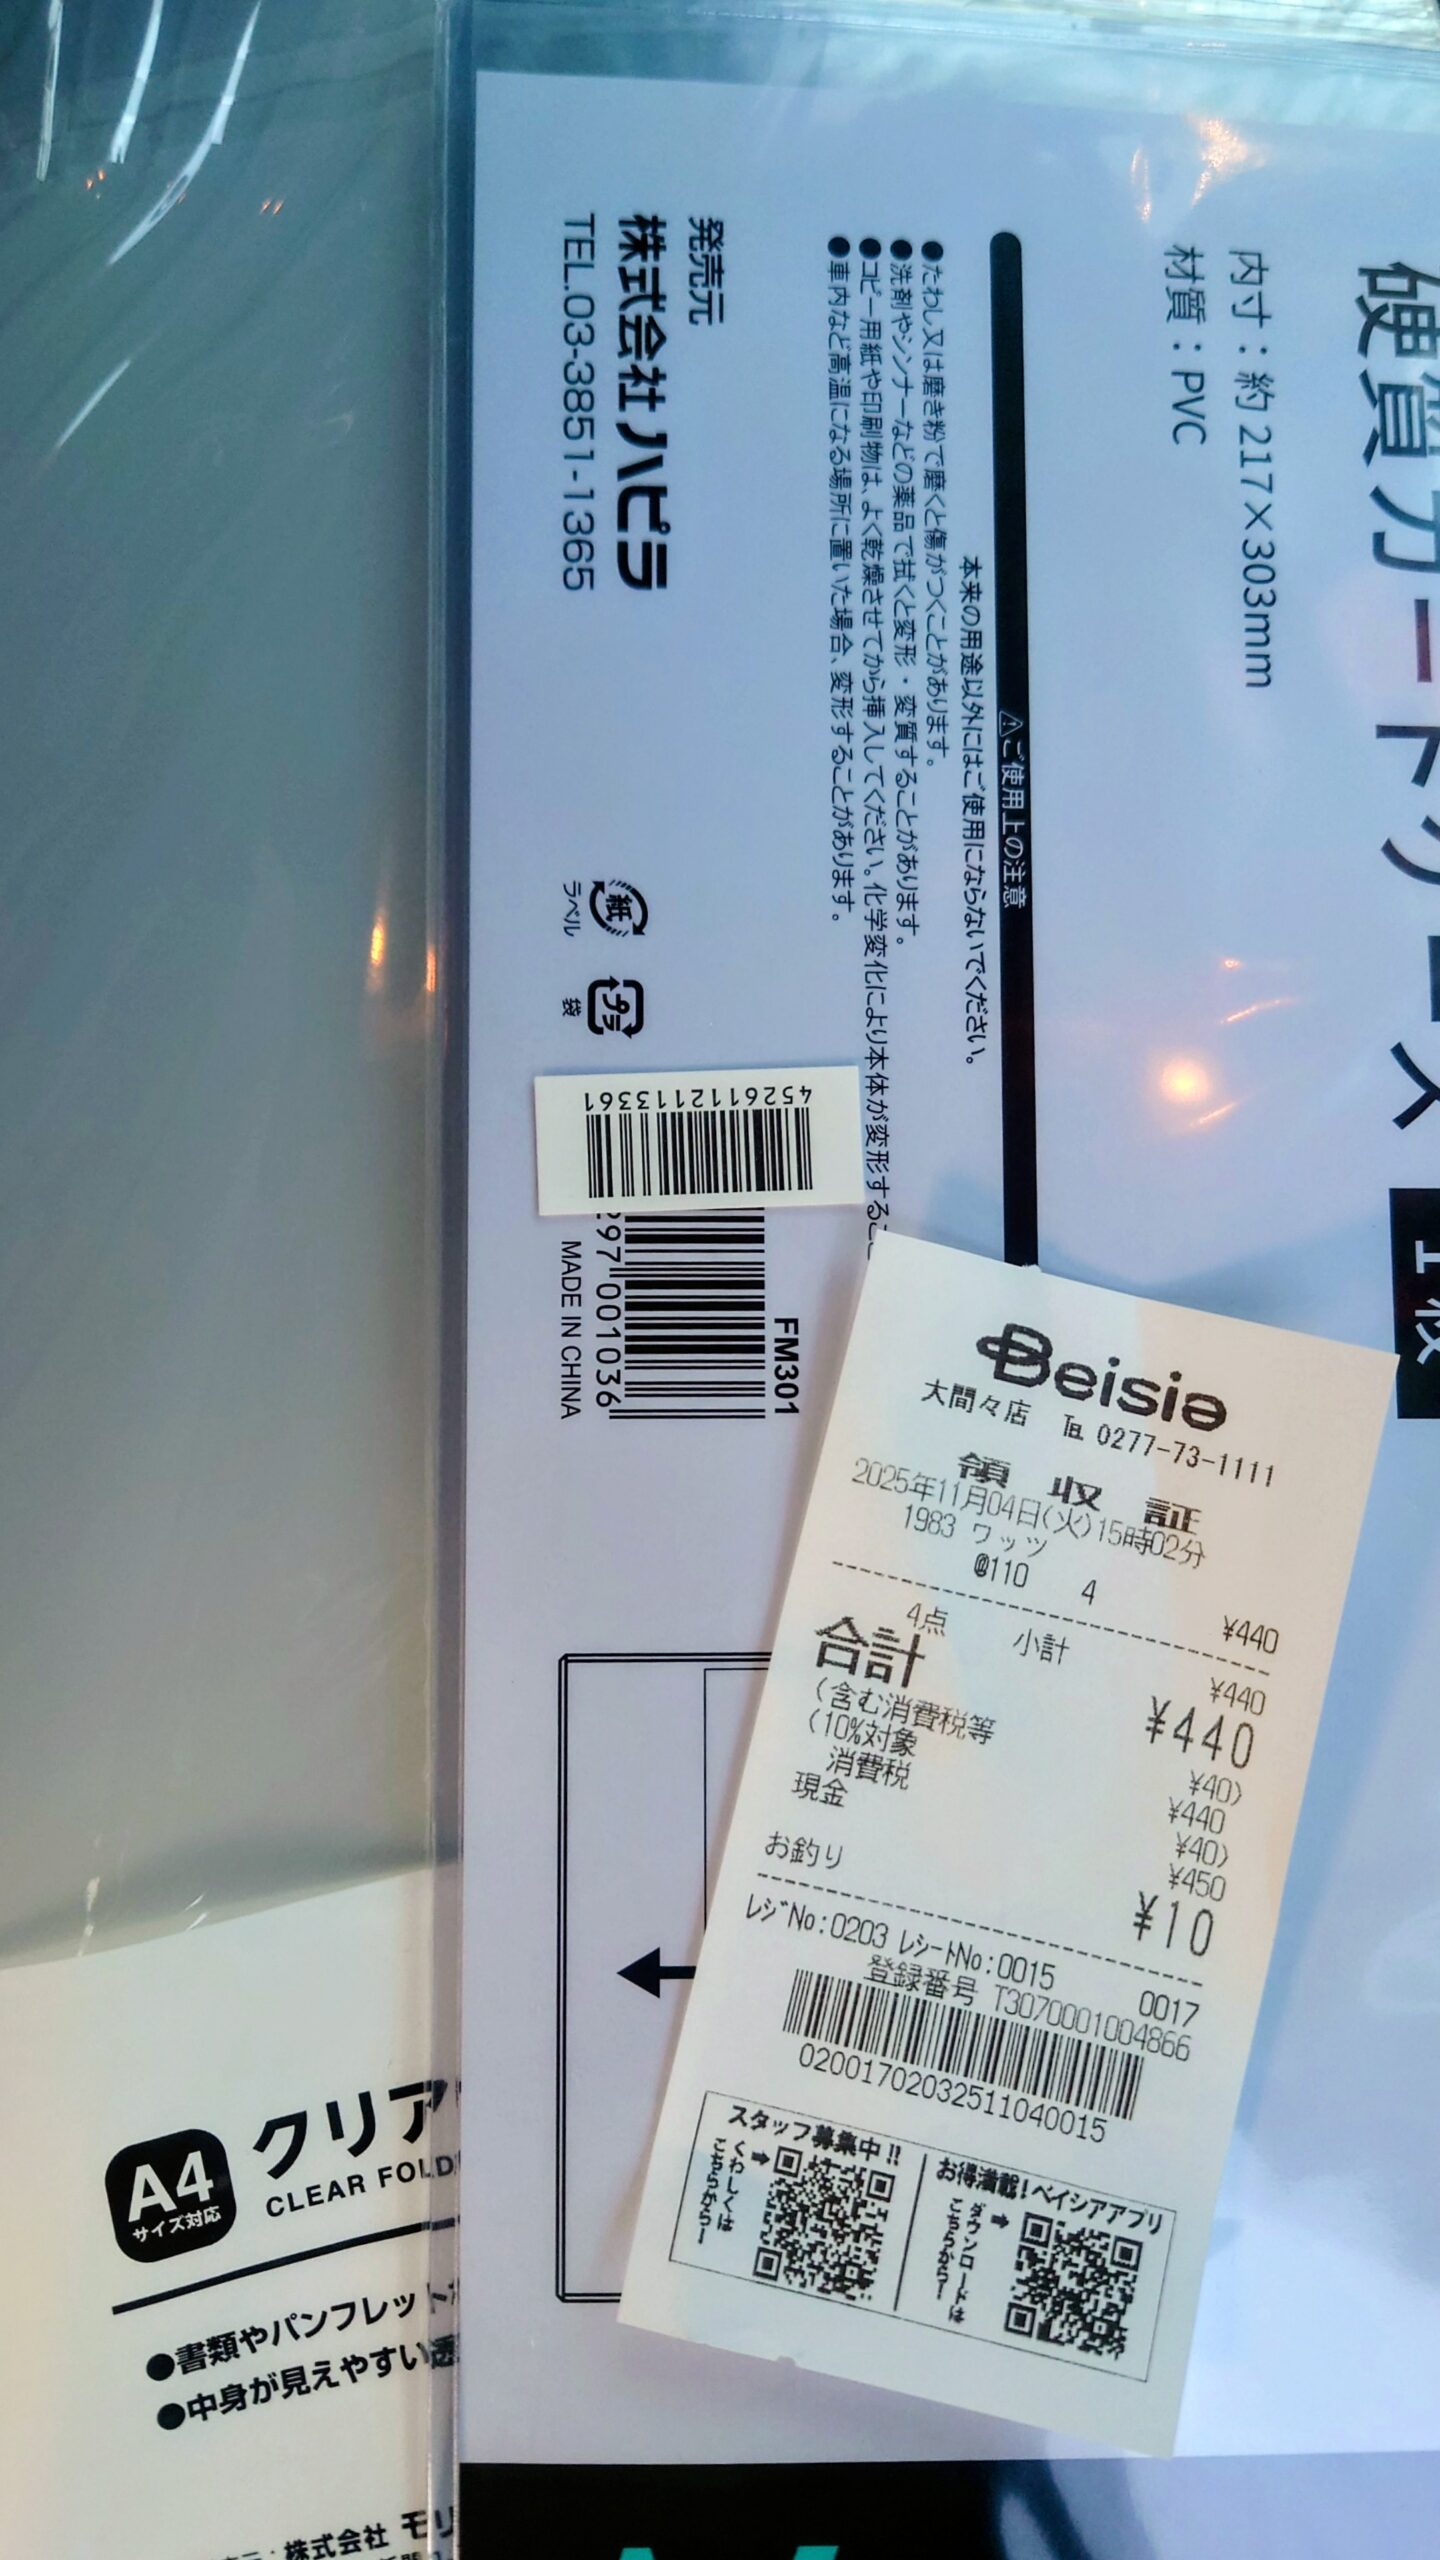 硬質カードケース
1枚
内寸：約 217×303mm
材質：PVC
⚠ご使用上の注意
本来の用途以外にはご使用にならないでください。
●たわし又は磨き粉で磨くと傷がつくことがあります。
●洗剤やシンナーなどの薬品で拭くと変形・変質することがあります。
●コピー用紙や印刷物は、よく乾燥させてから挿入してください。化学変化により本体が変形するこ
●車内など高温になる場所に置いた場合、変形することがあります。
発売元
株式会社ハピラ
TEL.03-3851-1365
紙
ラベル
プラ
袋
4526112113361
FM301
297 001036
MADE IN CHINA
Beisia
大間々店 TEL 0277-73-1111
領収証
2025年11月04日(火)15時02分
1983 ワッツ
@110 4 ¥440
4点 小計 ¥440
合計 ¥440
(含む消費税等 ¥40)
(10%対象 ¥440
消費税 ¥40)
現金 ¥450
お釣り ¥10
レジNo:0203 レシートNo:0015 0017
登録番号 T3070001004866
02001702032511040015
スタッフ募集中!!
くわしくは
こちらから!
お得満載!ベイシアアプリ
ダウンロードは
こちらから!
A4
サイズ対応
クリア
CLEAR FOLD
●書類やパンフレット
●中身が見えやすい透
株式会社 モリ